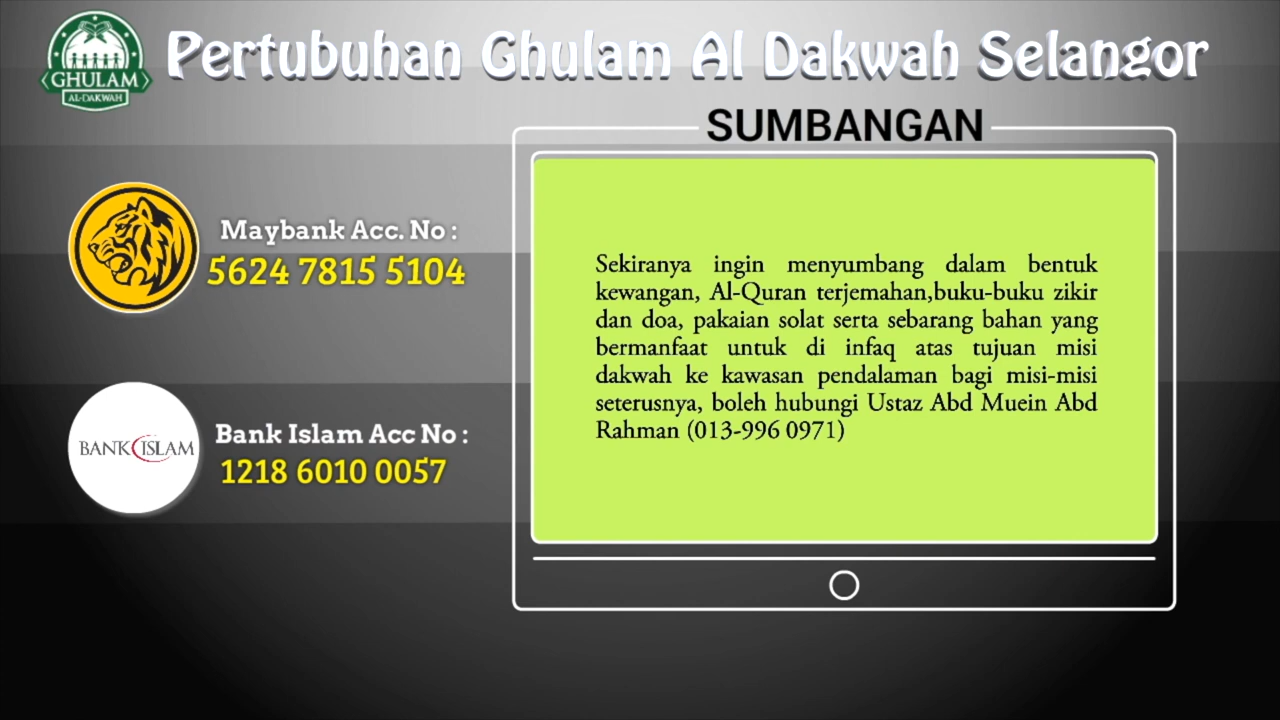 GHULAM
AL-DAKWAH
Pertubuhan Ghulam Al Dakwah Selangor
SUMBANGAN
Maybank Acc. No :
5624 7815 5104
BANK ISLAM
Bank Islam Acc No :
1218 6010 0057
Sekiranya ingin menyumbang dalam bentuk
kewangan, Al-Quran terjemahan,buku-buku zikir
dan doa, pakaian solat serta sebarang bahan yang
bermanfaat untuk di infaq atas tujuan misi
dakwah ke kawasan pendalaman bagi misi-misi
seterusnya, boleh hubungi Ustaz Abd Muein Abd
Rahman (013-996 0971)